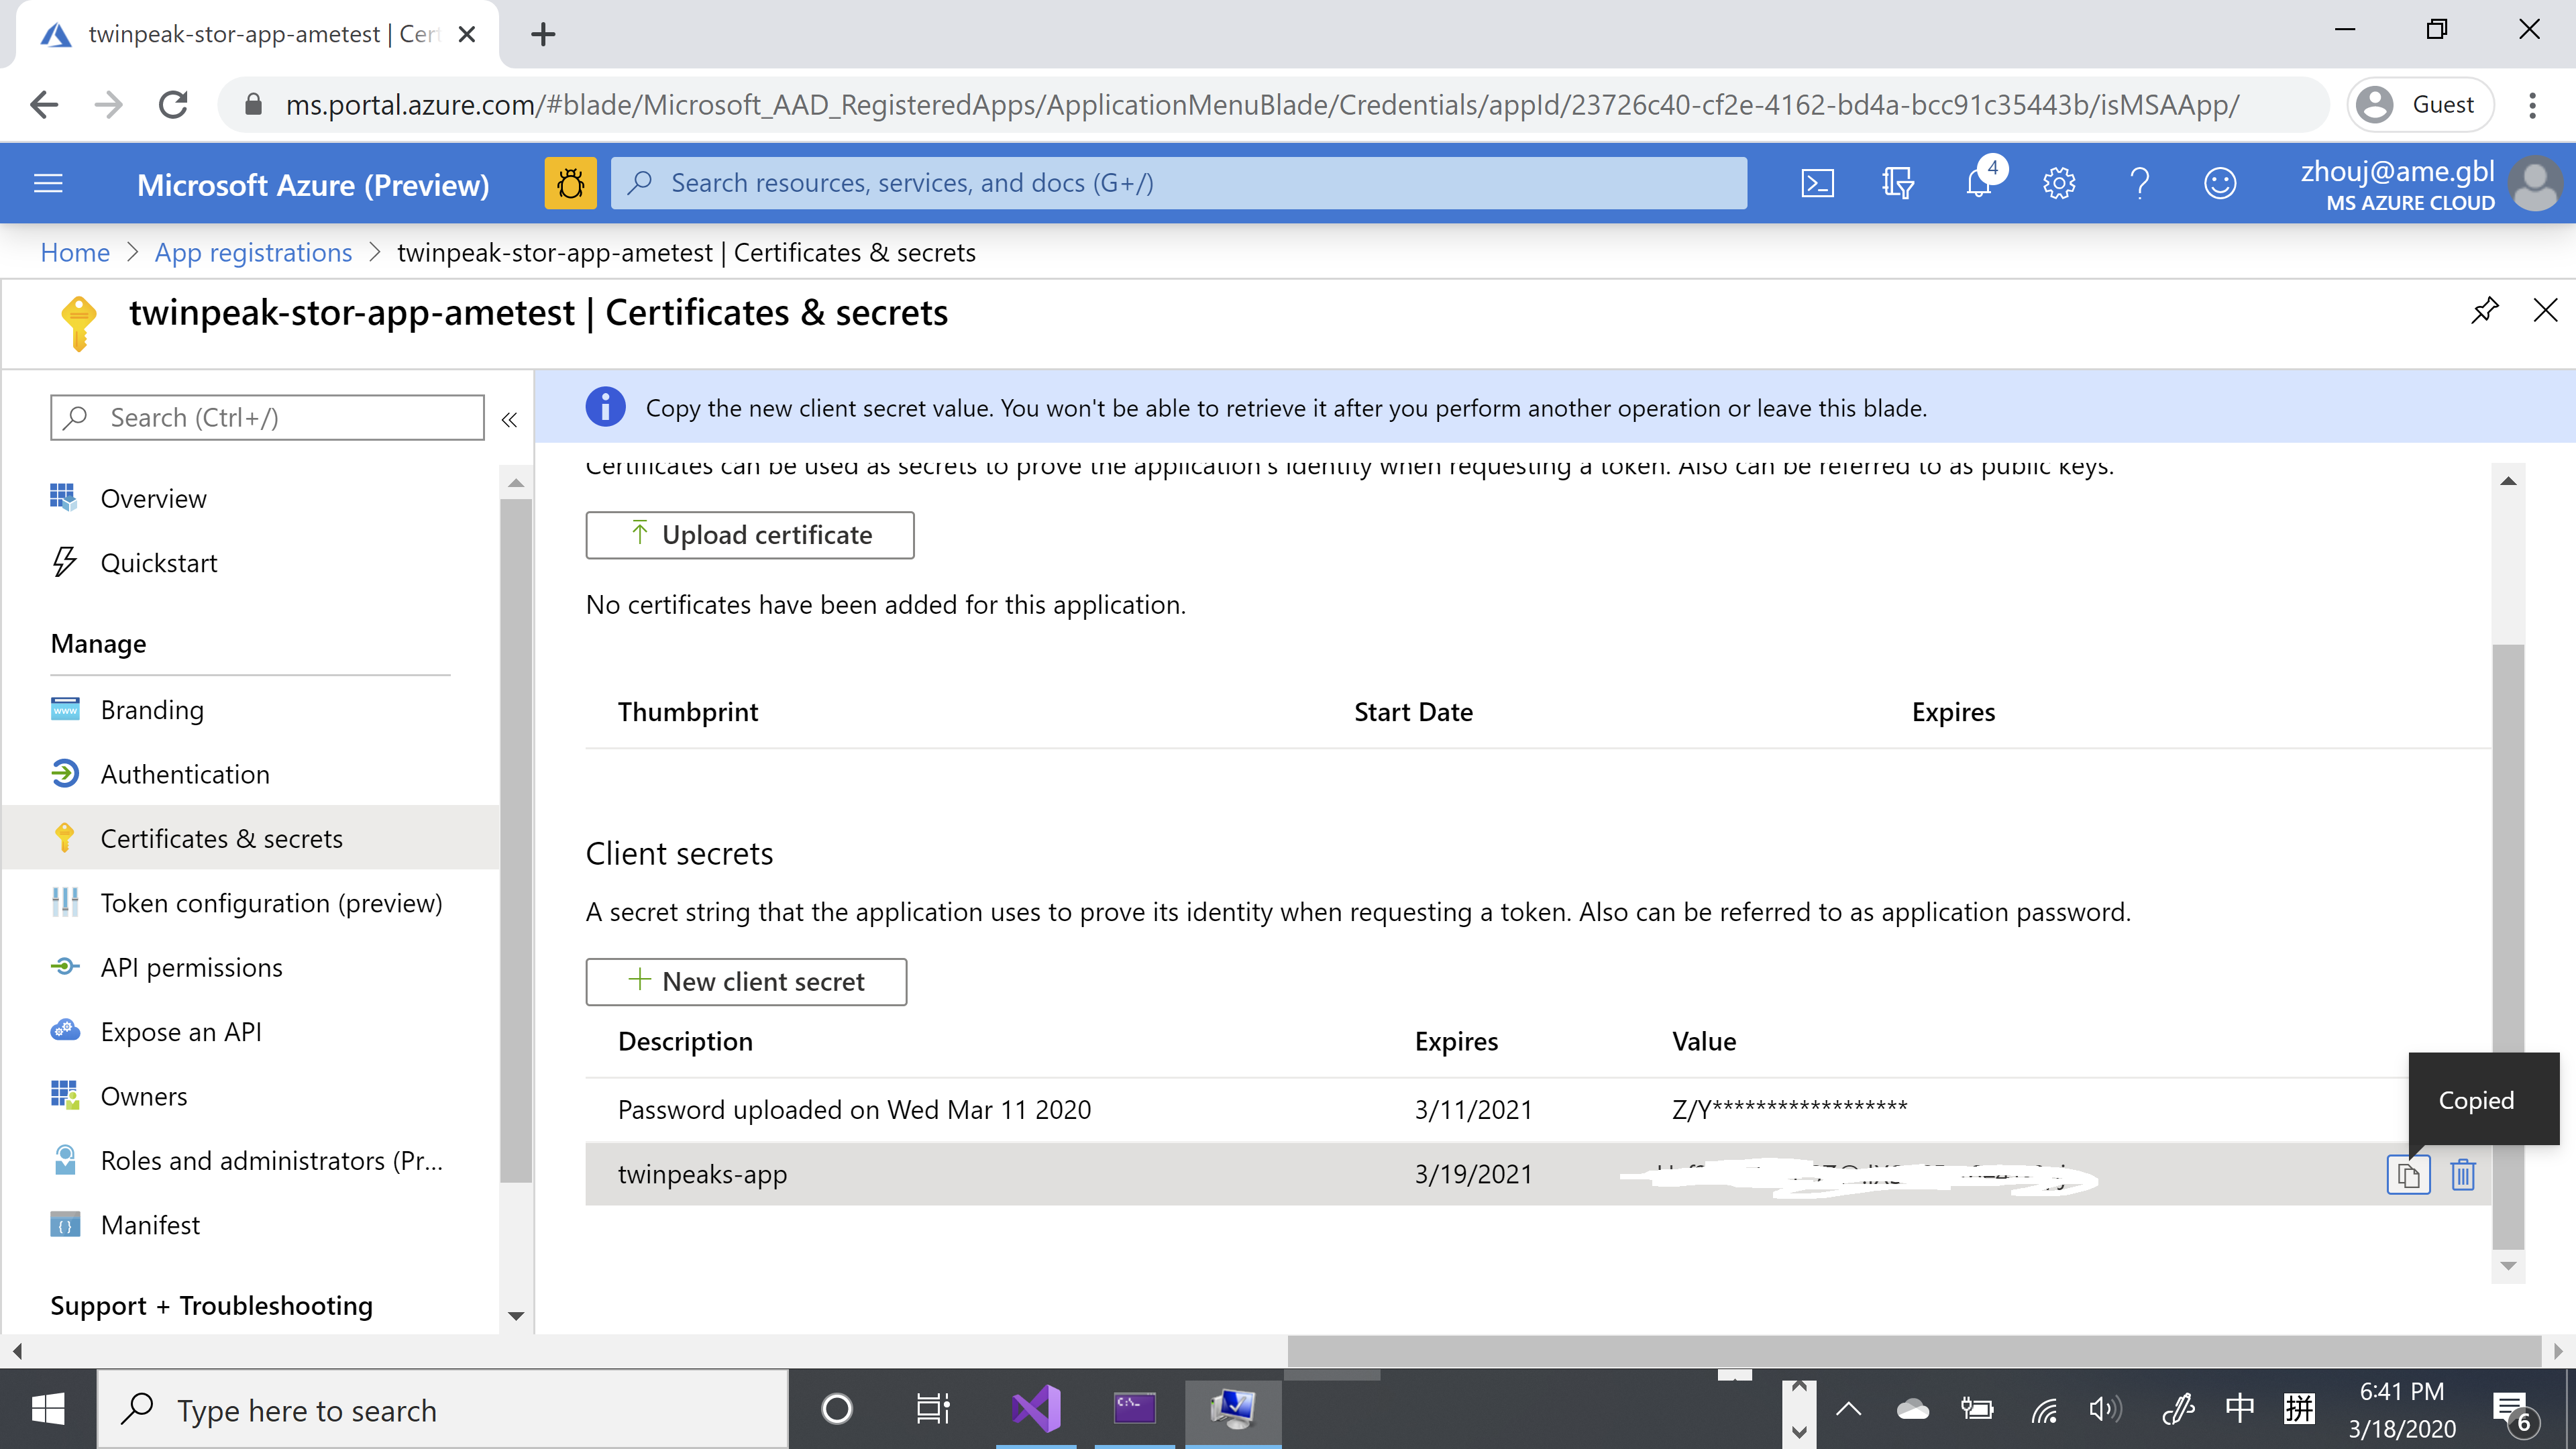 twinpeak-stor-app-ametest | Cert
ms.portal.azure.com/#blade/Microsoft_AAD_RegisteredApps/ApplicationMenuBlade/Credentials/appId/23726c40-cf2e-4162-bd4a-bcc91c35443b/isMSAApp/
Guest
Microsoft Azure (Preview)
Search resources, services, and docs (G+/)
4
zhouj@ame.gbl
MS AZURE CLOUD
Home > App registrations > twinpeak-stor-app-ametest | Certificates & secrets
twinpeak-stor-app-ametest | Certificates & secrets
Search (Ctrl+/)
«
Overview
Quickstart
Manage
Branding
Authentication
Certificates & secrets
Token configuration (preview)
API permissions
Expose an API
Owners
Roles and administrators (Pr...
Manifest
Support + Troubleshooting
Copy the new client secret value. You won't be able to retrieve it after you perform another operation or leave this blade.
Certificates can be used as secrets to prove the application's identity when requesting a token. Also can be referred to as public keys.
Upload certificate
No certificates have been added for this application.
Thumbprint Start Date Expires
Client secrets
A secret string that the application uses to prove its identity when requesting a token. Also can be referred to as application password.
New client secret
Description Expires Value
Password uploaded on Wed Mar 11 2020 3/11/2021 Z/Y******************
Copied
twinpeaks-app 3/19/2021
Type here to search
中
拼
6:41 PM
3/18/2020
6